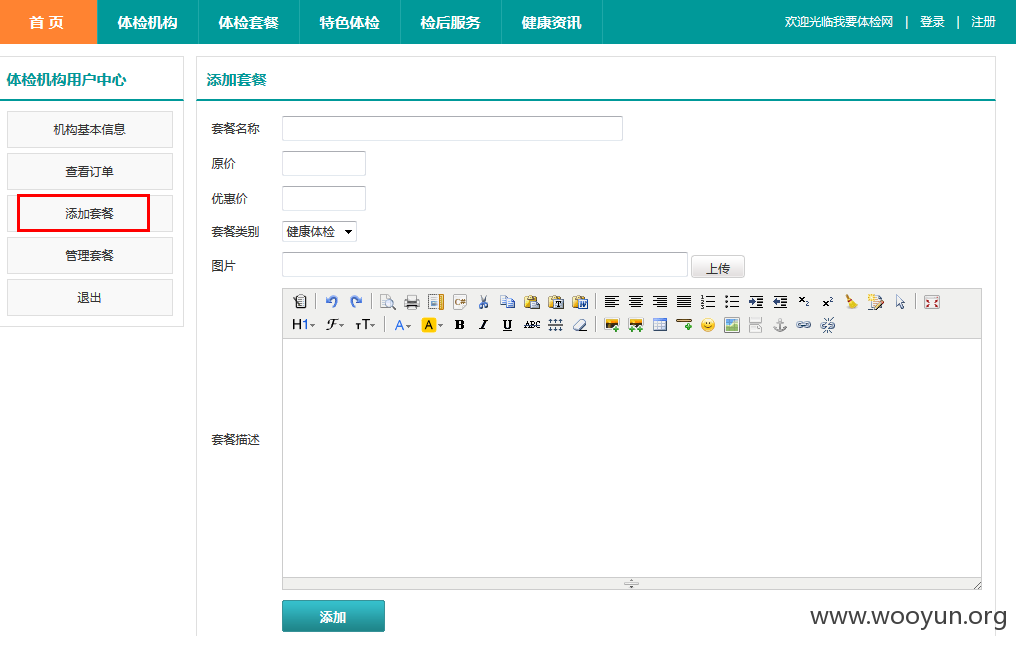 首 页 体检机构 体检套餐 特色体检 检后服务 健康资讯 欢迎光临我要体检网 | 登录 | 注册
体检机构用户中心
机构基本信息
查看订单
添加套餐
管理套餐
退出
添加套餐
套餐名称
原价
优惠价
套餐类别 健康体检
图片 上传
H1 F TT A A B I U ABC
套餐描述
添加
www.wooyun.org